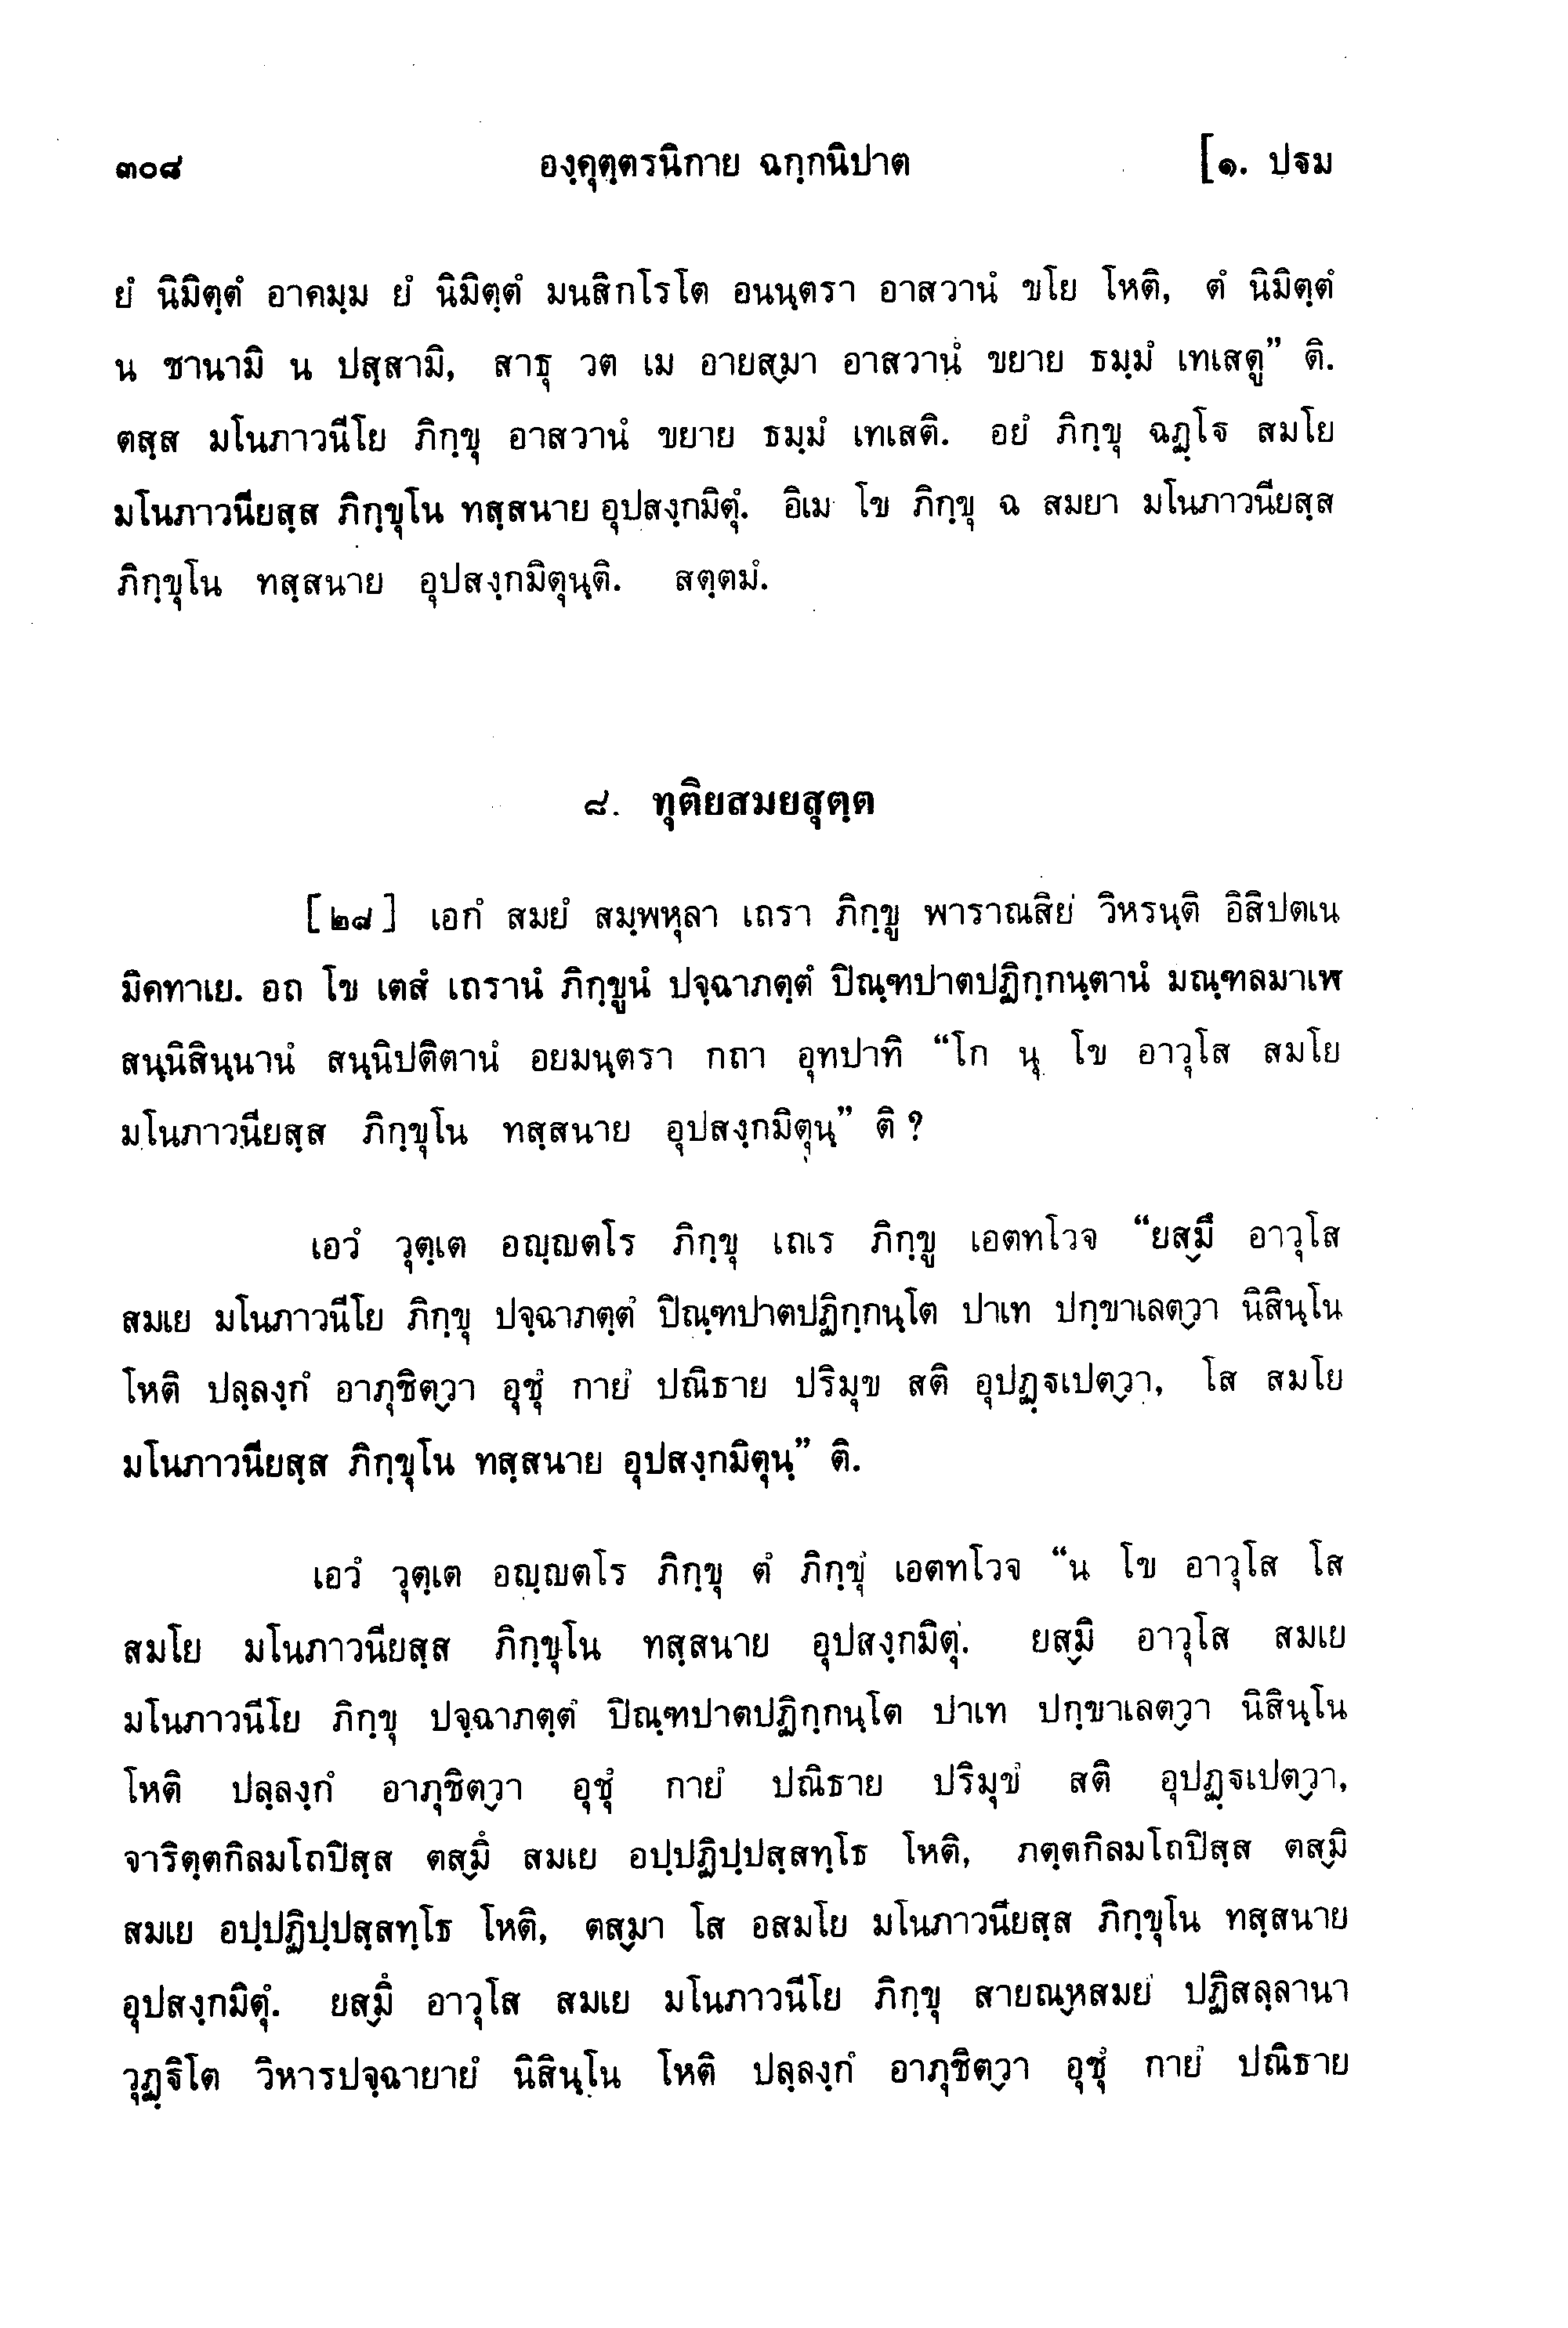 ๓๐๘ องฺคุตฺตรนิกาย ฉกฺกนิปาต [๑. ปฐม
ยํ นิมิตฺตํ อาคมฺม ยํ นิมิตฺตํ มนสิกโรโต อนนฺตรา อาสวานํ ขโย โหติ, ตํ นิมิตฺตํ
น ชานามิ น ปสฺสามิ, สาธุ วต เม อายสฺมา อาสวานํ ขยาย ธมฺมํ เทเสตู” ติ.
ตสฺส มโนภาวนีโย ภิกฺขุ อาสวานํ ขยาย ธมฺมํ เทเสติ. อยํ ภิกฺขุ ฉฏฺโฐ สมโย
มโนภาวนียสฺส ภิกฺขุโน ทสฺสนาย อุปสงฺกมิตุํ. อิเม โข ภิกฺขุ ฉ สมยา มโนภาวนียสฺส
ภิกฺขุโน ทสฺสนาย อุปสงฺกมิตุนฺติ. สตฺตมํ.
๘. ทุติยสมยสุตฺต
[๒๘] เอกํ สมยํ สมฺพหุลา เถรา ภิกฺขู พาราณสิยํ วิหรนฺติ อิสิปตเน
มิคทาเย. อถ โข เตสํ เถรานํ ภิกฺขูนํ ปจฺฉาภตฺตํ ปิณฺฑปาตปฏิกฺกนฺตานํ มณฺฑลมาเฬ
สนฺนิสินฺนานํ สนฺนิปติตานํ อยมนฺตรา กถา อุทปาทิ “โก นุ โข อาวุโส สมโย
มโนภาวนียสฺส ภิกฺขุโน ทสฺสนาย อุปสงฺกมิตุนฺ” ติ ?
เอวํ วุตฺเต อญฺญตโร ภิกฺขุ เถเร ภิกฺขู เอตทโวจ “ยสฺมึ อาวุโส
สมเย มโนภาวนีโย ภิกฺขุ ปจฺฉาภตฺตํ ปิณฺฑปาตปฏิกฺกนฺโต ปาเท ปกฺขาเลตฺวา นิสินฺโน
โหติ ปลฺลงฺกํ อาภุชิตฺวา อุชุํ กายํ ปณิธาย ปริมุข สติ อุปฏฺฐเปตฺวา, โส สมโย
มโนภาวนียสฺส ภิกฺขุโน ทสฺสนาย อุปสงฺกมิตุนฺ” ติ.
เอวํ วุตฺเต อญฺญตโร ภิกฺขุ ตํ ภิกฺขุํ เอตทโวจ “น โข อาวุโส โส
สมโย มโนภาวนียสฺส ภิกฺขุโน ทสฺสนาย อุปสงฺกมิตุํ. ยสฺมึ อาวุโส สมเย
มโนภาวนีโย ภิกฺขุ ปจฺฉาภตฺตํ ปิณฺฑปาตปฏิกฺกนฺโต ปาเท ปกฺขาเลตฺวา นิสินฺโน
โหติ ปลฺลงฺกํ อาภุชิตฺวา อุชุํ กายํ ปณิธาย ปริมุขํ สตึ อุปฏฺฐเปตฺวา,
จาริตฺตกิลมโถปิสฺส ตสฺมึ สมเย อปฺปฏิปฺปสฺสทฺโธ โหติ, ภตฺตกิลมโถปิสฺส ตสฺมึ
สมเย อปฺปฏิปฺปสฺสทฺโธ โหติ, ตสฺมา โส อสมโย มโนภาวนียสฺส ภิกฺขุโน ทสฺสนาย
อุปสงฺกมิตุํ. ยสฺมึ อาวุโส สมเย มโนภาวนีโย ภิกฺขุ สายณฺหสมยํ ปฏิสลฺลานา
วุฏฺฐิโต วิหารปจฺฉายายํ นิสินฺโน โหติ ปลฺลงฺกํ อาภุชิตฺวา อุชุํ กายํ ปณิธาย